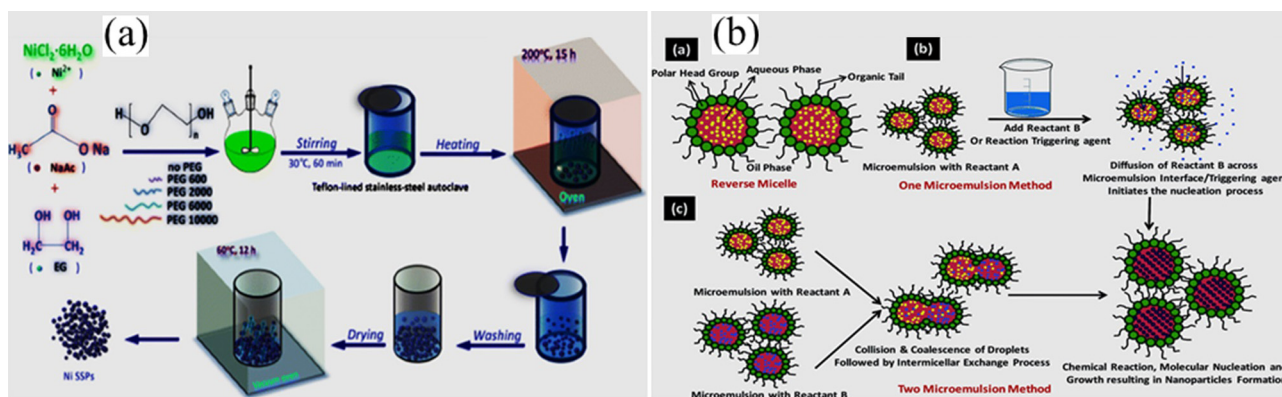 (a)
NiCl2·6H2O
( Ni2+ )
H3C
O
O Na
( NaAc )
+
OH OH
H2C CH2
( EG )
H
O
OH
n
no PEG
PEG 600
PEG 2000
PEG 6000
PEG 10000
Stirring
30°C, 60 min
Teflon-lined stainless-steel autoclave
Heating
200°C, 15 h
Oven
Washing
Drying
60°C, 12 h
Vacuum oven
Ni SSPs
(b)
(a)
Polar Head Group
Aqueous Phase
Organic Tail
Oil Phase
Reverse Micelle
(b)
Microemulsion with Reactant A
Add Reactant B
Or Reaction Triggering agent
One Microemulsion Method
Diffusion of Reactant B across
Microemulsion Interface/Triggering agen
Initiates the nucleation process
(c)
Microemulsion with Reactant A
Microemulsion with Reactant B
Collision & Coalescence of Droplets
Followed by Intermicellar Exchange Process
Two Microemulsion Method
Chemical Reaction, Molecular Nucleation an
Growth resulting in Nanoparticles Formation